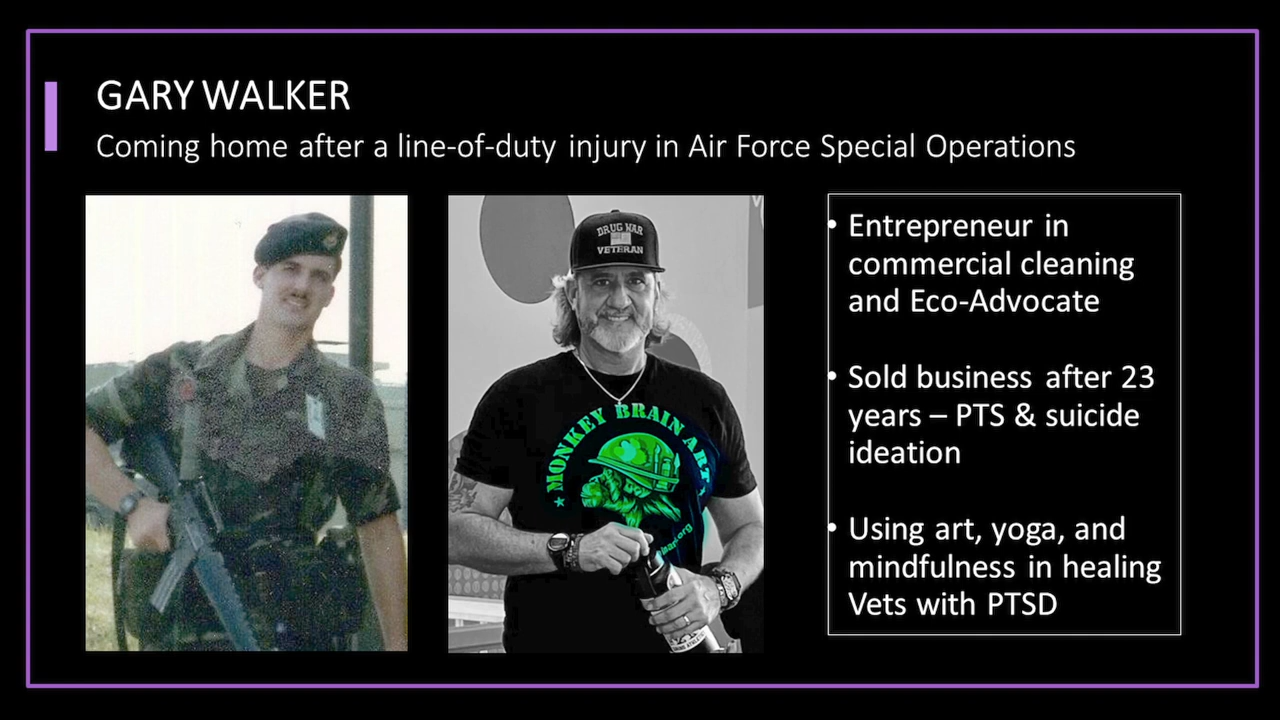 GARY WALKER
Coming home after a line-of-duty injury in Air Force Special Operations
DRUG WAR
VETERAN
★ MONKEY BRAIN ART ★
.org
• Entrepreneur in
commercial cleaning
and Eco-Advocate
• Sold business after 23
years – PTS & suicide
ideation
• Using art, yoga, and
mindfulness in healing
Vets with PTSD